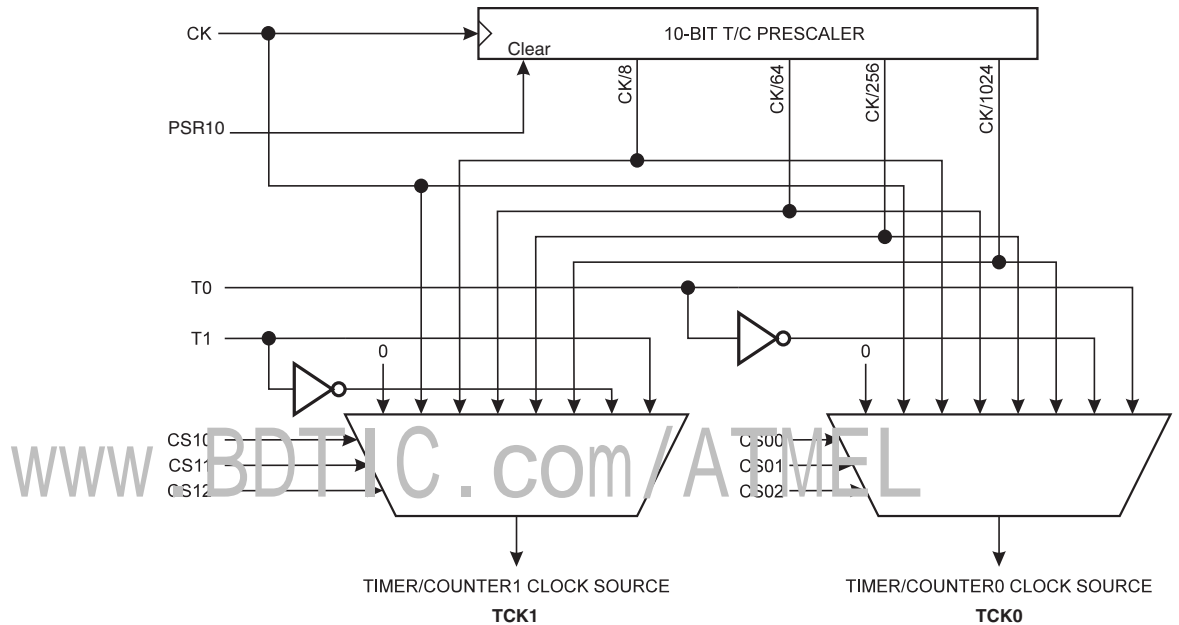 CK
10-BIT T/C PRESCALER
Clear
CK/8
CK/64
CK/256
CK/1024
PSR10
T0
T1
0
0
CS10
CS11
CS12
CS00
CS01
CS02
www.BDTIC.com/ATMEL
TIMER/COUNTER1 CLOCK SOURCE
TCK1
TIMER/COUNTER0 CLOCK SOURCE
TCK0